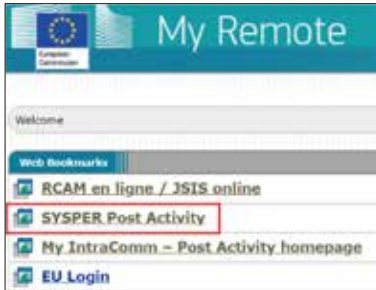 My Remote
European
Commission
Welcome
Web Bookmarks
RCAM en ligne / JSIS online
SYSPER Post Activity
My IntraComm – Post Activity homepage
EU Login